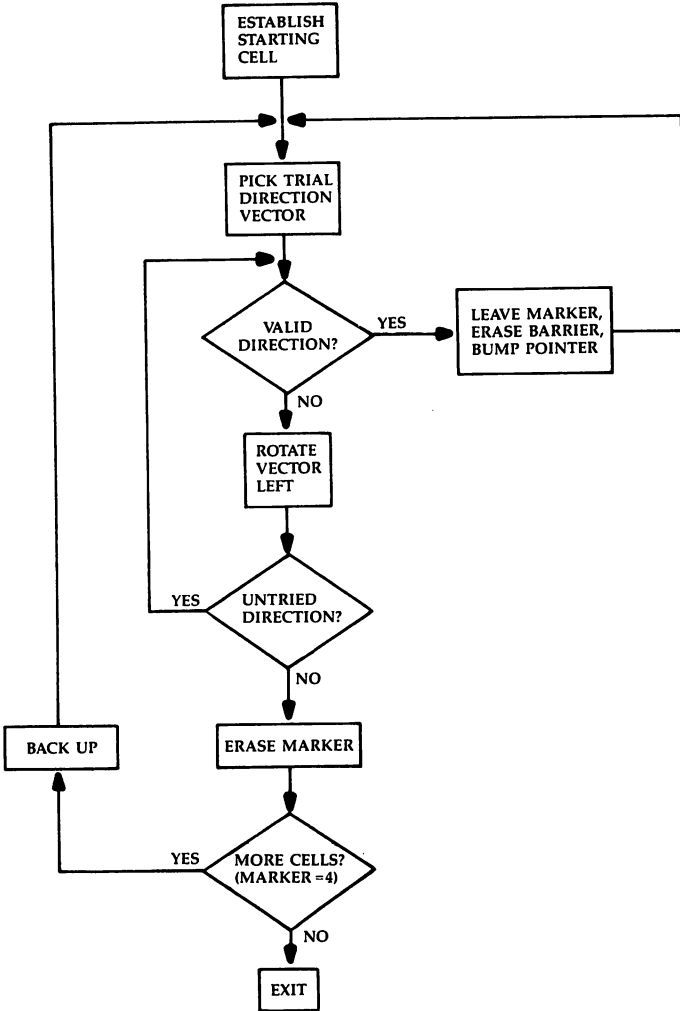 ESTABLISH
STARTING
CELL
PICK TRIAL
DIRECTION
VECTOR
VALID
DIRECTION?
YES
LEAVE MARKER,
ERASE BARRIER,
BUMP POINTER
NO
ROTATE
VECTOR
LEFT
YES
UNTRIED
DIRECTION?
NO
BACK UP
ERASE MARKER
YES
MORE CELLS?
(MARKER=4)
NO
EXIT